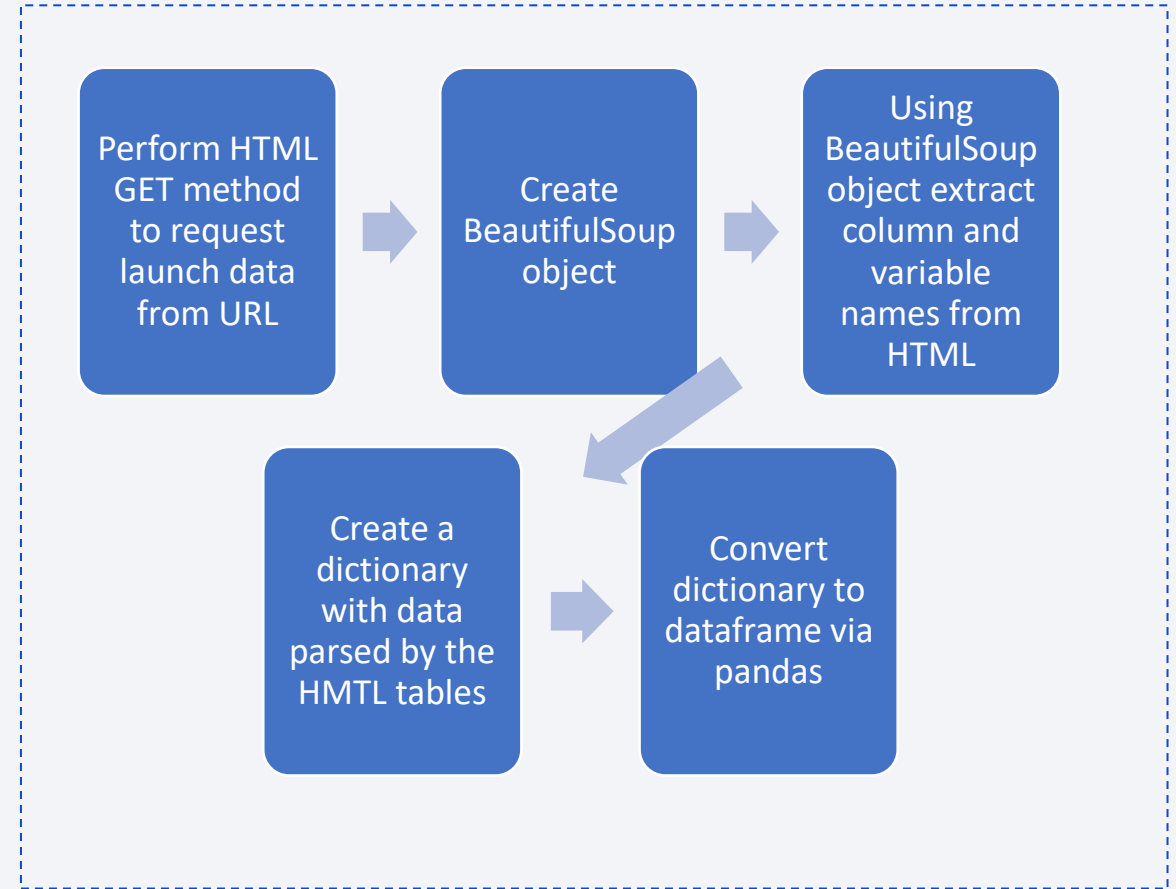 Perform HTML
GET method
to request
launch data
from URL
Create
BeautifulSoup
object
Using
BeautifulSoup
object extract
column and
variable
names from
HTML
Create a
dictionary
with data
parsed by the
HMTL tables
Convert
dictionary to
dataframe via
pandas